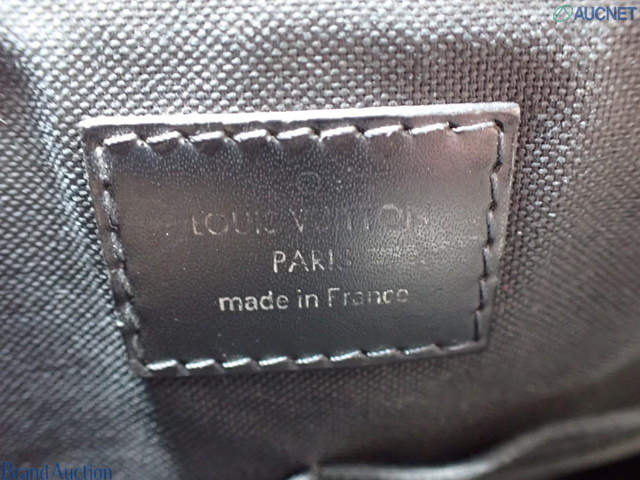 AUCNET
LOUIS VUITTON
PARIS
made in France
Brand Auction